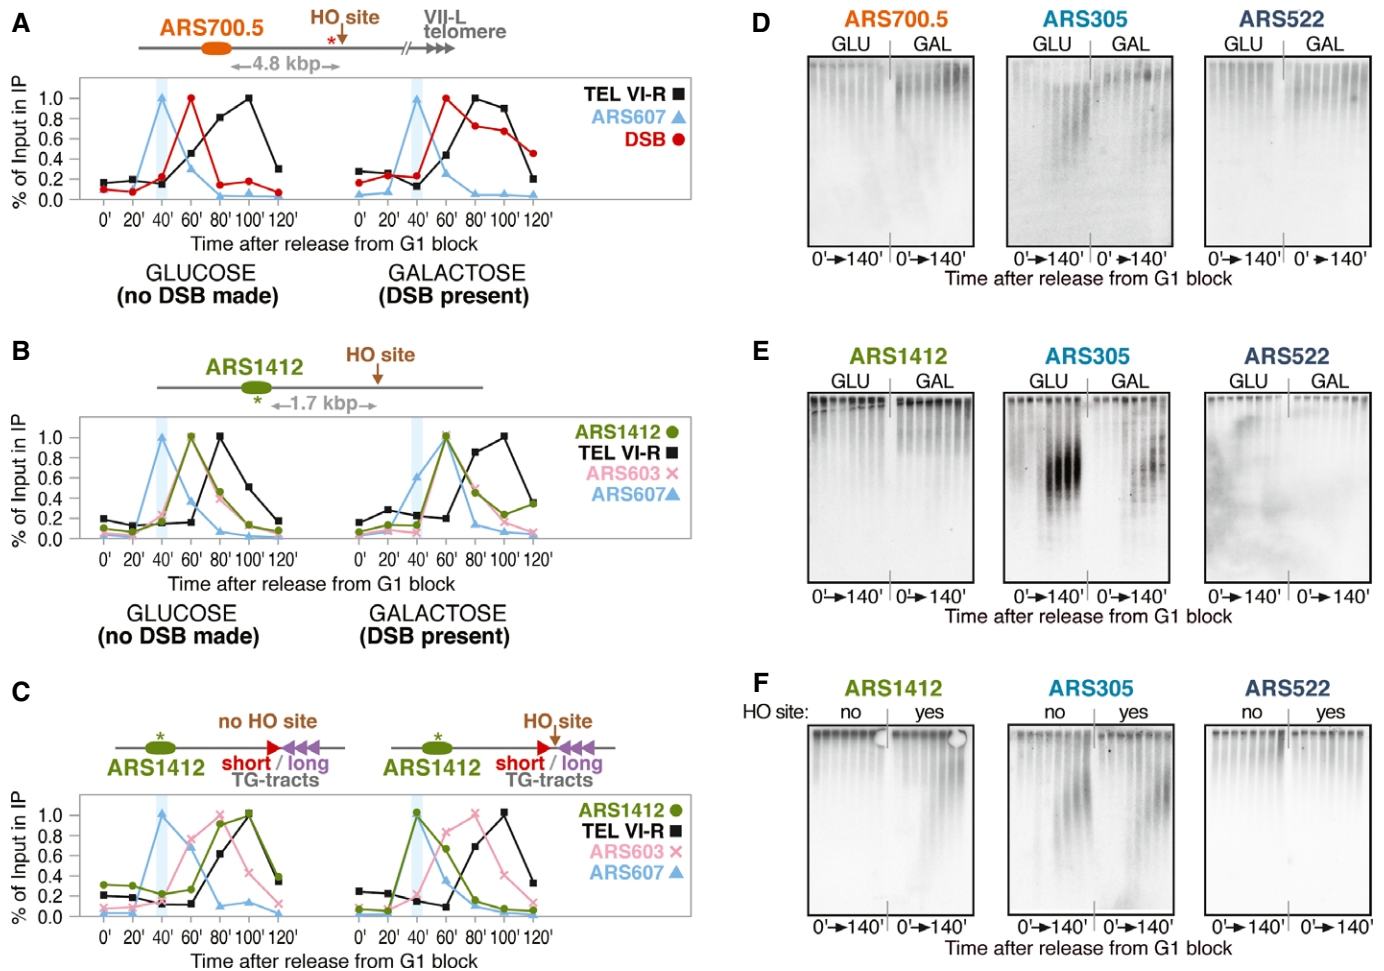 A
ARS700.5
HO site
*
VII-L
telomere
4.8 kbp
% of Input in IP
1.0
0.8
0.6
0.4
0.2
0.0
TEL VI-R
ARS607
DSB
0' 20' 40' 60' 80' 100' 120'
0' 20' 40' 60' 80' 100' 120'
Time after release from G1 block
GLUCOSE
(no DSB made)
GALACTOSE
(DSB present)
B
ARS1412
HO site
*
1.7 kbp
% of Input in IP
1.0
0.8
0.6
0.4
0.2
0.0
ARS1412
TEL VI-R
ARS603
ARS607
0' 20' 40' 60' 80' 100' 120'
0' 20' 40' 60' 80' 100' 120'
Time after release from G1 block
GLUCOSE
(no DSB made)
GALACTOSE
(DSB present)
C
no HO site
*
ARS1412
short / long
TG-tracts
HO site
*
ARS1412
short / long
TG-tracts
% of Input in IP
1.0
0.8
0.6
0.4
0.2
0.0
ARS1412
TEL VI-R
ARS603
ARS607
0' 20' 40' 60' 80' 100' 120'
0' 20' 40' 60' 80' 100' 120'
Time after release from G1 block
D
ARS700.5 ARS305 ARS522
GLU GAL GLU GAL GLU GAL
0' 140' 0' 140' 0' 140' 0' 140' 0' 140' 0' 140'
Time after release from G1 block
E
ARS1412 ARS305 ARS522
GLU GAL GLU GAL GLU GAL
0' 140' 0' 140' 0' 140' 0' 140' 0' 140' 0' 140'
Time after release from G1 block
F
ARS1412 ARS305 ARS522
HO site: no yes no yes no yes
0' 140' 0' 140' 0' 140' 0' 140' 0' 140' 0' 140'
Time after release from G1 block